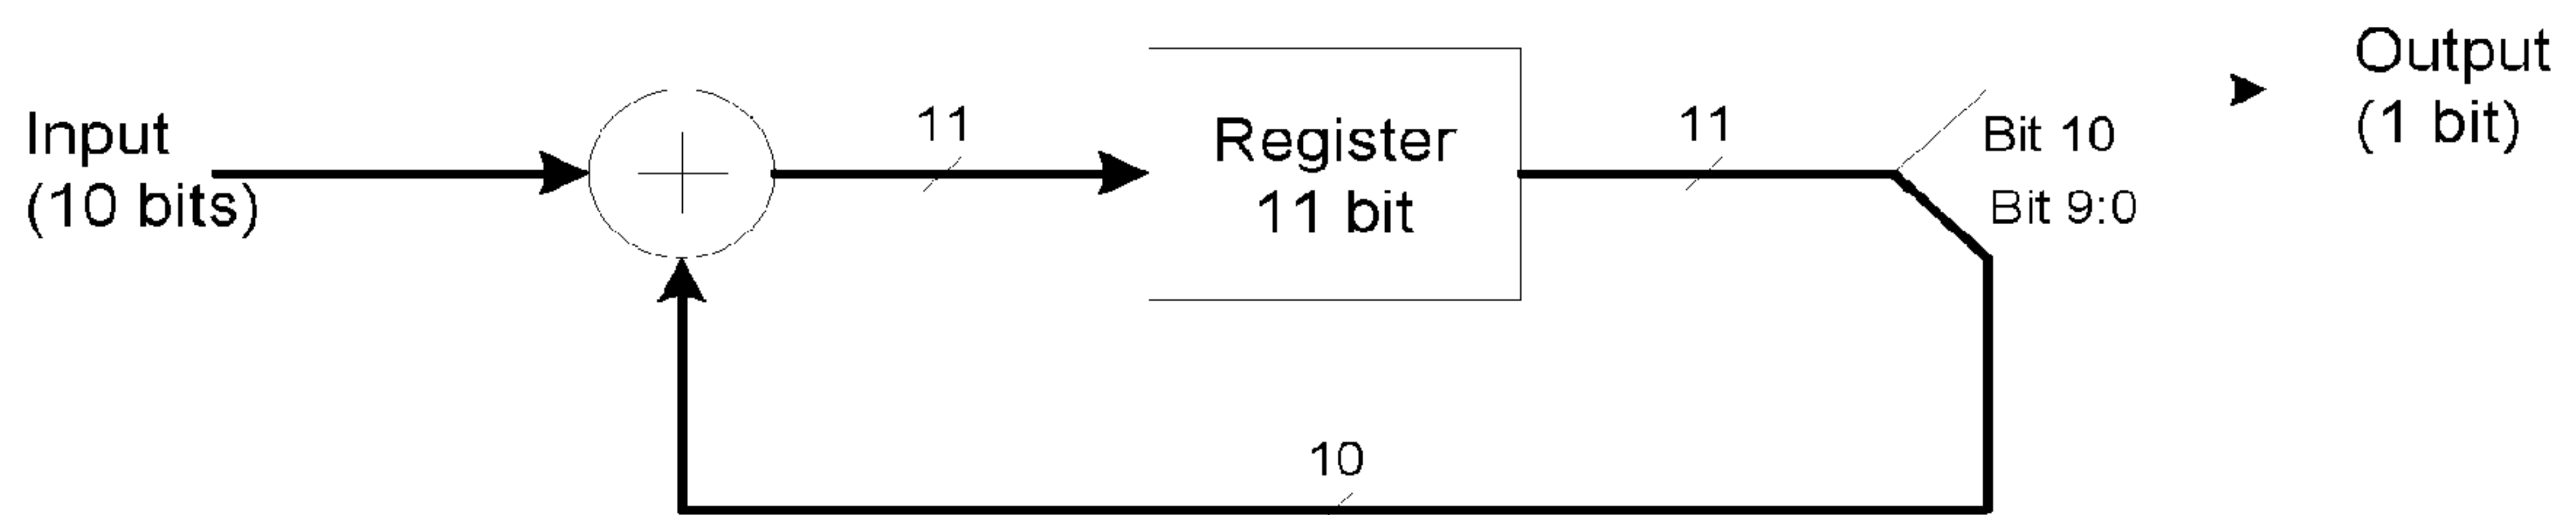 Input
(10 bits)
11
Register
11 bit
11
Bit 10
Bit 9:0
Output
(1 bit)
10